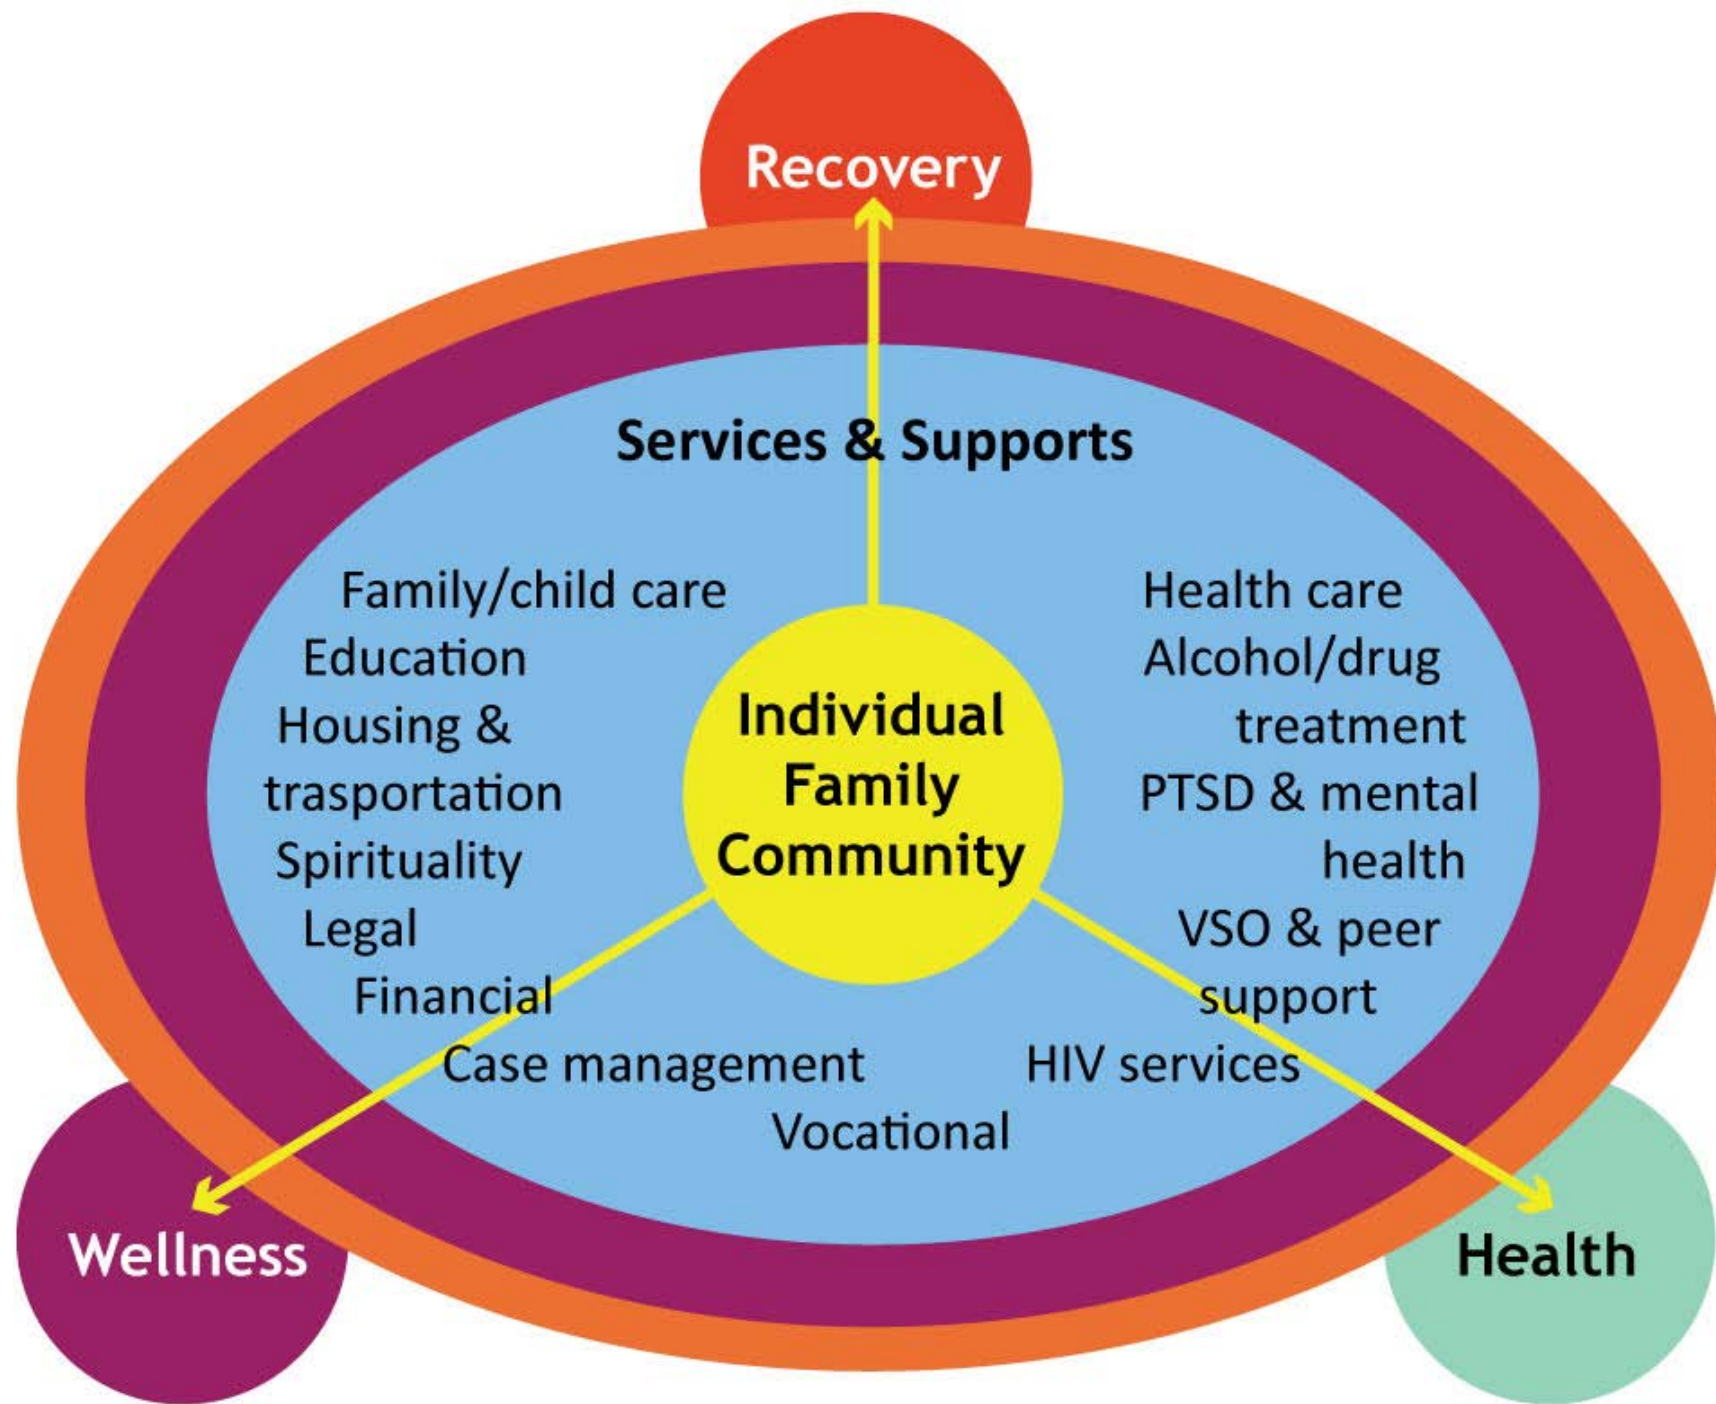 Recovery
Services & Supports
Family/child care
Education
Housing &
trasportation
Spirituality
Legal
Financial
Case management
Vocational
Individual
Family
Community
Health care
Alcohol/drug
treatment
PTSD & mental
health
VSO & peer
support
HIV services
Wellness
Health